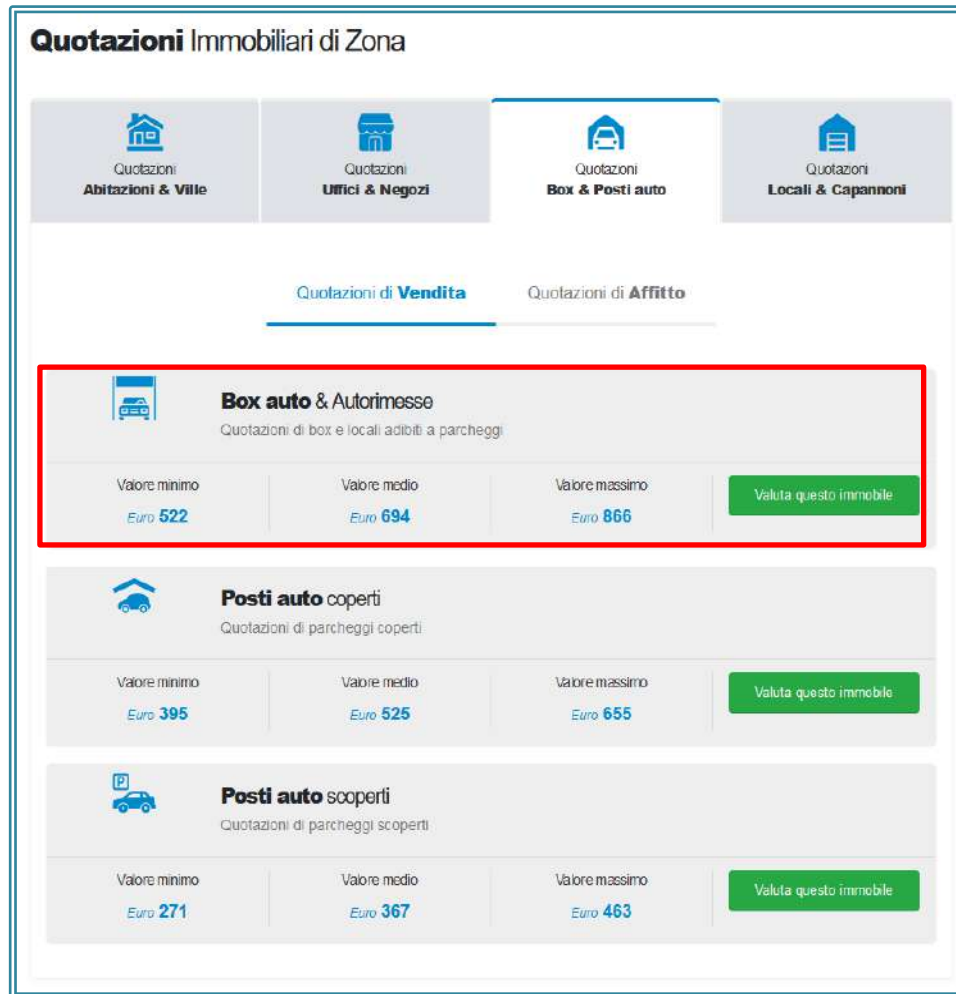 Quotazioni Immobiliari di Zona
Quotazioni
Abitazioni & Ville
Quotazioni
Uffici & Negozi
Quotazioni
Box & Posti auto
Quotazioni
Locali & Capannoni
Quotazioni di Vendita
Quotazioni di Affitto
Box auto & Autorimesse
Quotazioni di box e locali adibiti a parcheggi
Valore minimo
Euro 522
Valore medio
Euro 694
Valore massimo
Euro 866
Valuta questo immobile
Posti auto coperti
Quotazioni di parcheggi coperti
Valore minimo
Euro 395
Valore medio
Euro 525
Valore massimo
Euro 655
Valuta questo immobile
P
Posti auto scoperti
Quotazioni di parcheggi scoperti
Valore minimo
Euro 271
Valore medio
Euro 367
Valore massimo
Euro 463
Valuta questo immobile